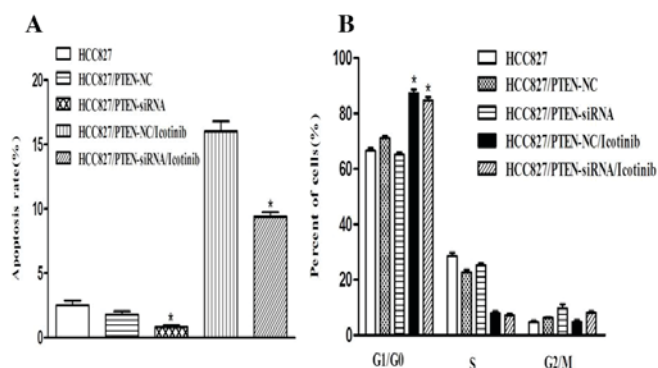 A
HCC827
HCC827/PTEN-NC
HCC827/PTEN-siRNA
HCC827/PTEN-NC/Icotinib
HCC827/PTEN-siRNA/Icotinib
Apoptosis rate(%)
20
15
10
5
0
*
*
B
HCC827
HCC827/PTEN-NC
HCC827/PTEN-siRNA
HCC827/PTEN-NC/Icotinib
HCC827/PTEN-siRNA/Icotinib
Percent of cells(%)
100
80
60
40
20
0
* *
G1/G0 S G2/M